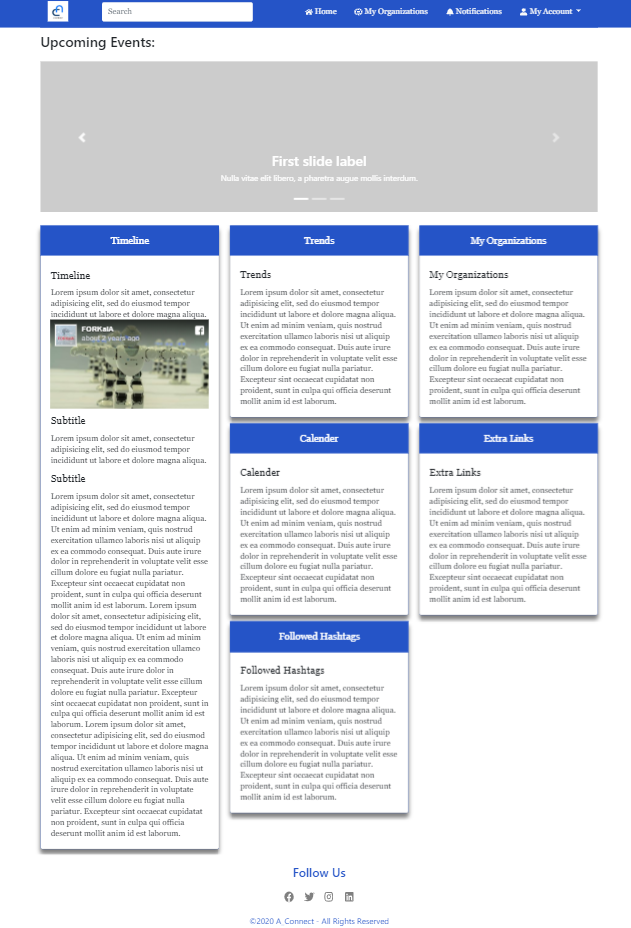 Search
Home
My Organizations
Notifications
My Account
Upcoming Events:
First slide label
Nulla vitae elit libero, a pharetra augue mollis interdum.
Timeline
Timeline
Lorem ipsum dolor sit amet, consectetur
adipisicing elit, sed do eiusmod tempor
incididunt ut labore et dolore magna aliqua.
FORKxIA
about 2 years ago
Subtitle
Lorem ipsum dolor sit amet, consectetur
adipisicing elit, sed do eiusmod tempor
incididunt ut labore et dolore magna aliqua.
Subtitle
Lorem ipsum dolor sit amet, consectetur
adipisicing elit, sed do eiusmod tempor
incididunt ut labore et dolore magna aliqua.
Ut enim ad minim veniam, quis nostrud
exercitation ullamco laboris nisi ut aliquip
ex ea commodo consequat. Duis aute irure
dolor in reprehenderit in voluptate velit esse
cillum dolore eu fugiat nulla pariatur.
Excepteur sint occaecat cupidatat non
proident, sunt in culpa qui officia deserunt
mollit anim id est laborum. Lorem ipsum
dolor sit amet, consectetur adipisicing elit,
sed do eiusmod tempor incididunt ut labore
et dolore magna aliqua. Ut enim ad minim
veniam, quis nostrud exercitation ullamco
laboris nisi ut aliquip ex ea commodo
consequat. Duis aute irure dolor in
reprehenderit in voluptate velit esse cillum
dolore eu fugiat nulla pariatur. Excepteur
sint occaecat cupidatat non proident, sunt in
culpa qui officia deserunt mollit anim id est
laborum. Lorem ipsum dolor sit amet,
consectetur adipisicing elit, sed do eiusmod
tempor incididunt ut labore et dolore magna
aliqua. Ut enim ad minim veniam, quis
nostrud exercitation ullamco laboris nisi ut
aliquip ex ea commodo consequat. Duis aute
irure dolor in reprehenderit in voluptate
velit esse cillum dolore eu fugiat nulla
pariatur. Excepteur sint occaecat cupidatat
non proident, sunt in culpa qui officia
deserunt mollit anim id est laborum.
Trends
Trends
Lorem ipsum dolor sit amet, consectetur
adipisicing elit, sed do eiusmod tempor
incididunt ut labore et dolore magna aliqua.
Ut enim ad minim veniam, quis nostrud
exercitation ullamco laboris nisi ut aliquip
ex ea commodo consequat. Duis aute irure
dolor in reprehenderit in voluptate velit esse
cillum dolore eu fugiat nulla pariatur.
Excepteur sint occaecat cupidatat non
proident, sunt in culpa qui officia deserunt
mollit anim id est laborum.
Calender
Calender
Lorem ipsum dolor sit amet, consectetur
adipisicing elit, sed do eiusmod tempor
incididunt ut labore et dolore magna aliqua.
Ut enim ad minim veniam, quis nostrud
exercitation ullamco laboris nisi ut aliquip
ex ea commodo consequat. Duis aute irure
dolor in reprehenderit in voluptate velit esse
cillum dolore eu fugiat nulla pariatur.
Excepteur sint occaecat cupidatat non
proident, sunt in culpa qui officia deserunt
mollit anim id est laborum.
Followed Hashtags
Followed Hashtags
Lorem ipsum dolor sit amet, consectetur
adipisicing elit, sed do eiusmod tempor
incididunt ut labore et dolore magna aliqua.
Ut enim ad minim veniam, quis nostrud
exercitation ullamco laboris nisi ut aliquip
ex ea commodo consequat. Duis aute irure
dolor in reprehenderit in voluptate velit esse
cillum dolore eu fugiat nulla pariatur.
Excepteur sint occaecat cupidatat non
proident, sunt in culpa qui officia deserunt
mollit anim id est laborum.
My Organizations
My Organizations
Lorem ipsum dolor sit amet, consectetur
adipisicing elit, sed do eiusmod tempor
incididunt ut labore et dolore magna aliqua.
Ut enim ad minim veniam, quis nostrud
exercitation ullamco laboris nisi ut aliquip
ex ea commodo consequat. Duis aute irure
dolor in reprehenderit in voluptate velit esse
cillum dolore eu fugiat nulla pariatur.
Excepteur sint occaecat cupidatat non
proident, sunt in culpa qui officia deserunt
mollit anim id est laborum.
Extra Links
Extra Links
Lorem ipsum dolor sit amet, consectetur
adipisicing elit, sed do eiusmod tempor
incididunt ut labore et dolore magna aliqua.
Ut enim ad minim veniam, quis nostrud
exercitation ullamco laboris nisi ut aliquip
ex ea commodo consequat. Duis aute irure
dolor in reprehenderit in voluptate velit esse
cillum dolore eu fugiat nulla pariatur.
Excepteur sint occaecat cupidatat non
proident, sunt in culpa qui officia deserunt
mollit anim id est laborum.
Follow Us
©2020 A_Connect - All Rights Reserved